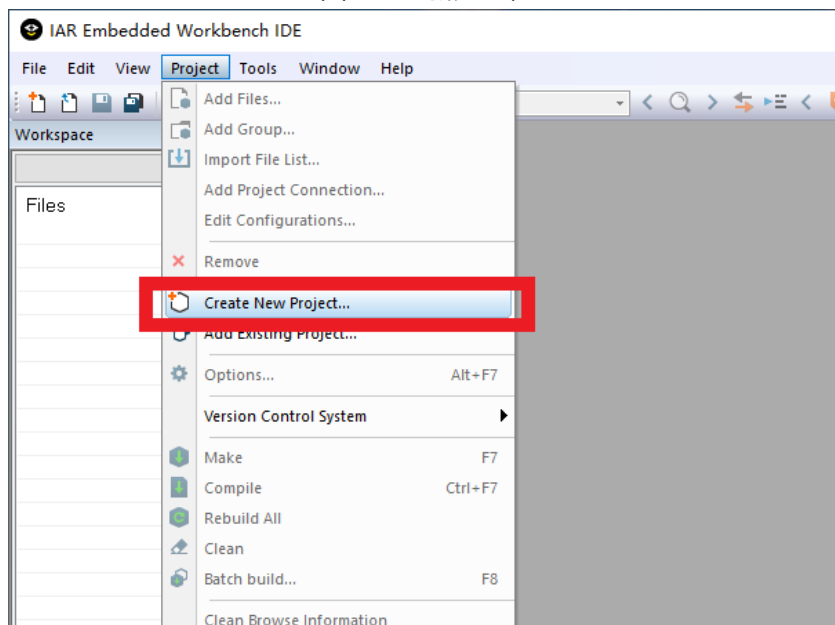 IAR Embedded Workbench IDE
File Edit View Project Tools Window Help
Add Files...
Workspace
Add Group...
Import File List...
Add Project Connection...
Files
Edit Configurations...
Remove
Create New Project...
Add Existing Project...
Options... Alt+F7
Version Control System
Make F7
Compile Ctrl+F7
Rebuild All
Clean
Batch build... F8
Clean Browse Information